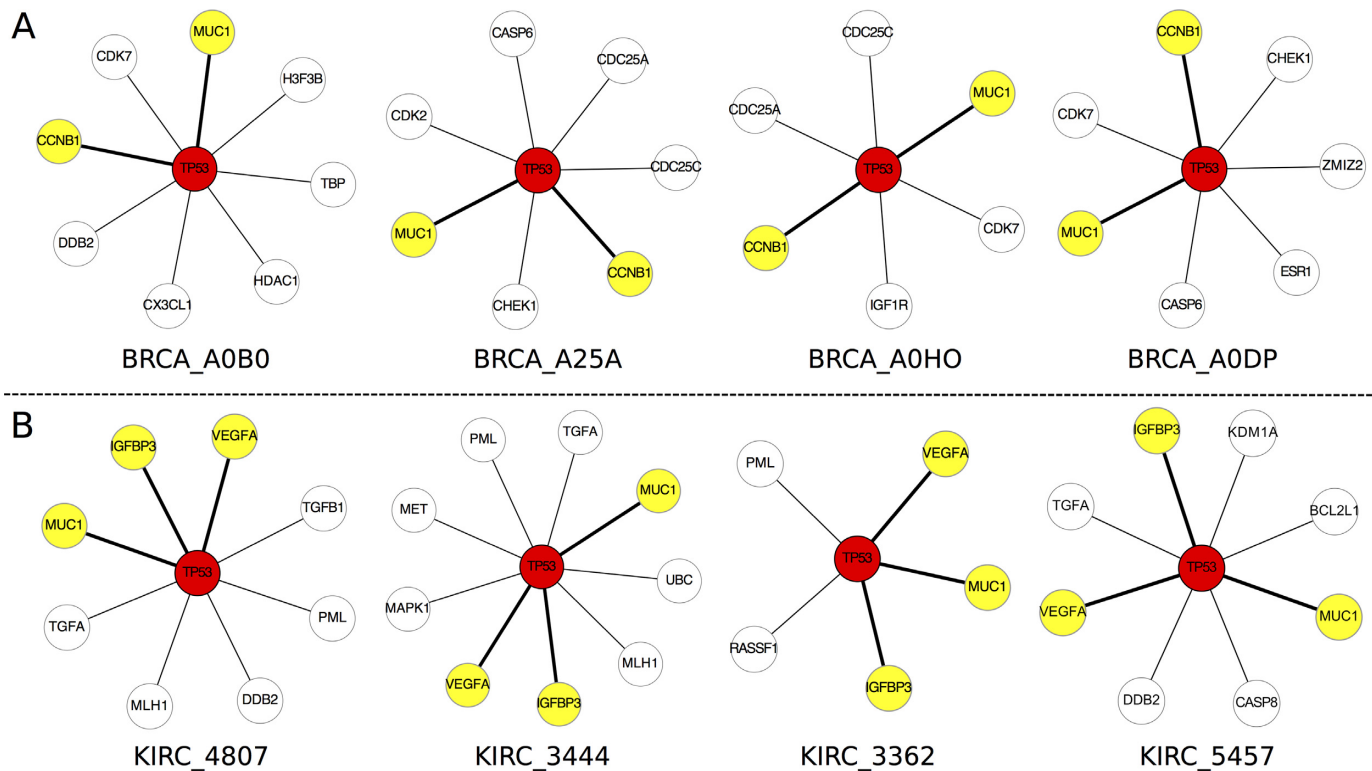 A
MUC1
CDK7
H3F3B
CCNB1
TP53
TBP
DDB2
HDAC1
CX3CL1
BRCA_A0B0
CASP6
CDC25A
CDK2
TP53
CDC25C
MUC1
CCNB1
CHEK1
BRCA_A25A
CDC25C
MUC1
CDC25A
TP53
CDK7
CCNB1
IGF1R
BRCA_A0HO
CCNB1
CHEK1
CDK7
TP53
ZMIZ2
MUC1
ESR1
CASP6
BRCA_A0DP
B
VEGFA
IGFBP3
TGFB1
MUC1
TP53
PML
TGFA
DDB2
MLH1
KIRC_4807
TGFA
PML
MUC1
MET
TP53
UBC
MAPK1
MLH1
VEGFA
IGFBP3
KIRC_3444
VEGFA
PML
TP53
MUC1
RASSF1
IGFBP3
KIRC_3362
IGFBP3
KDM1A
TGFA
BCL2L1
TP53
VEGFA
MUC1
DDB2
CASP8
KIRC_5457